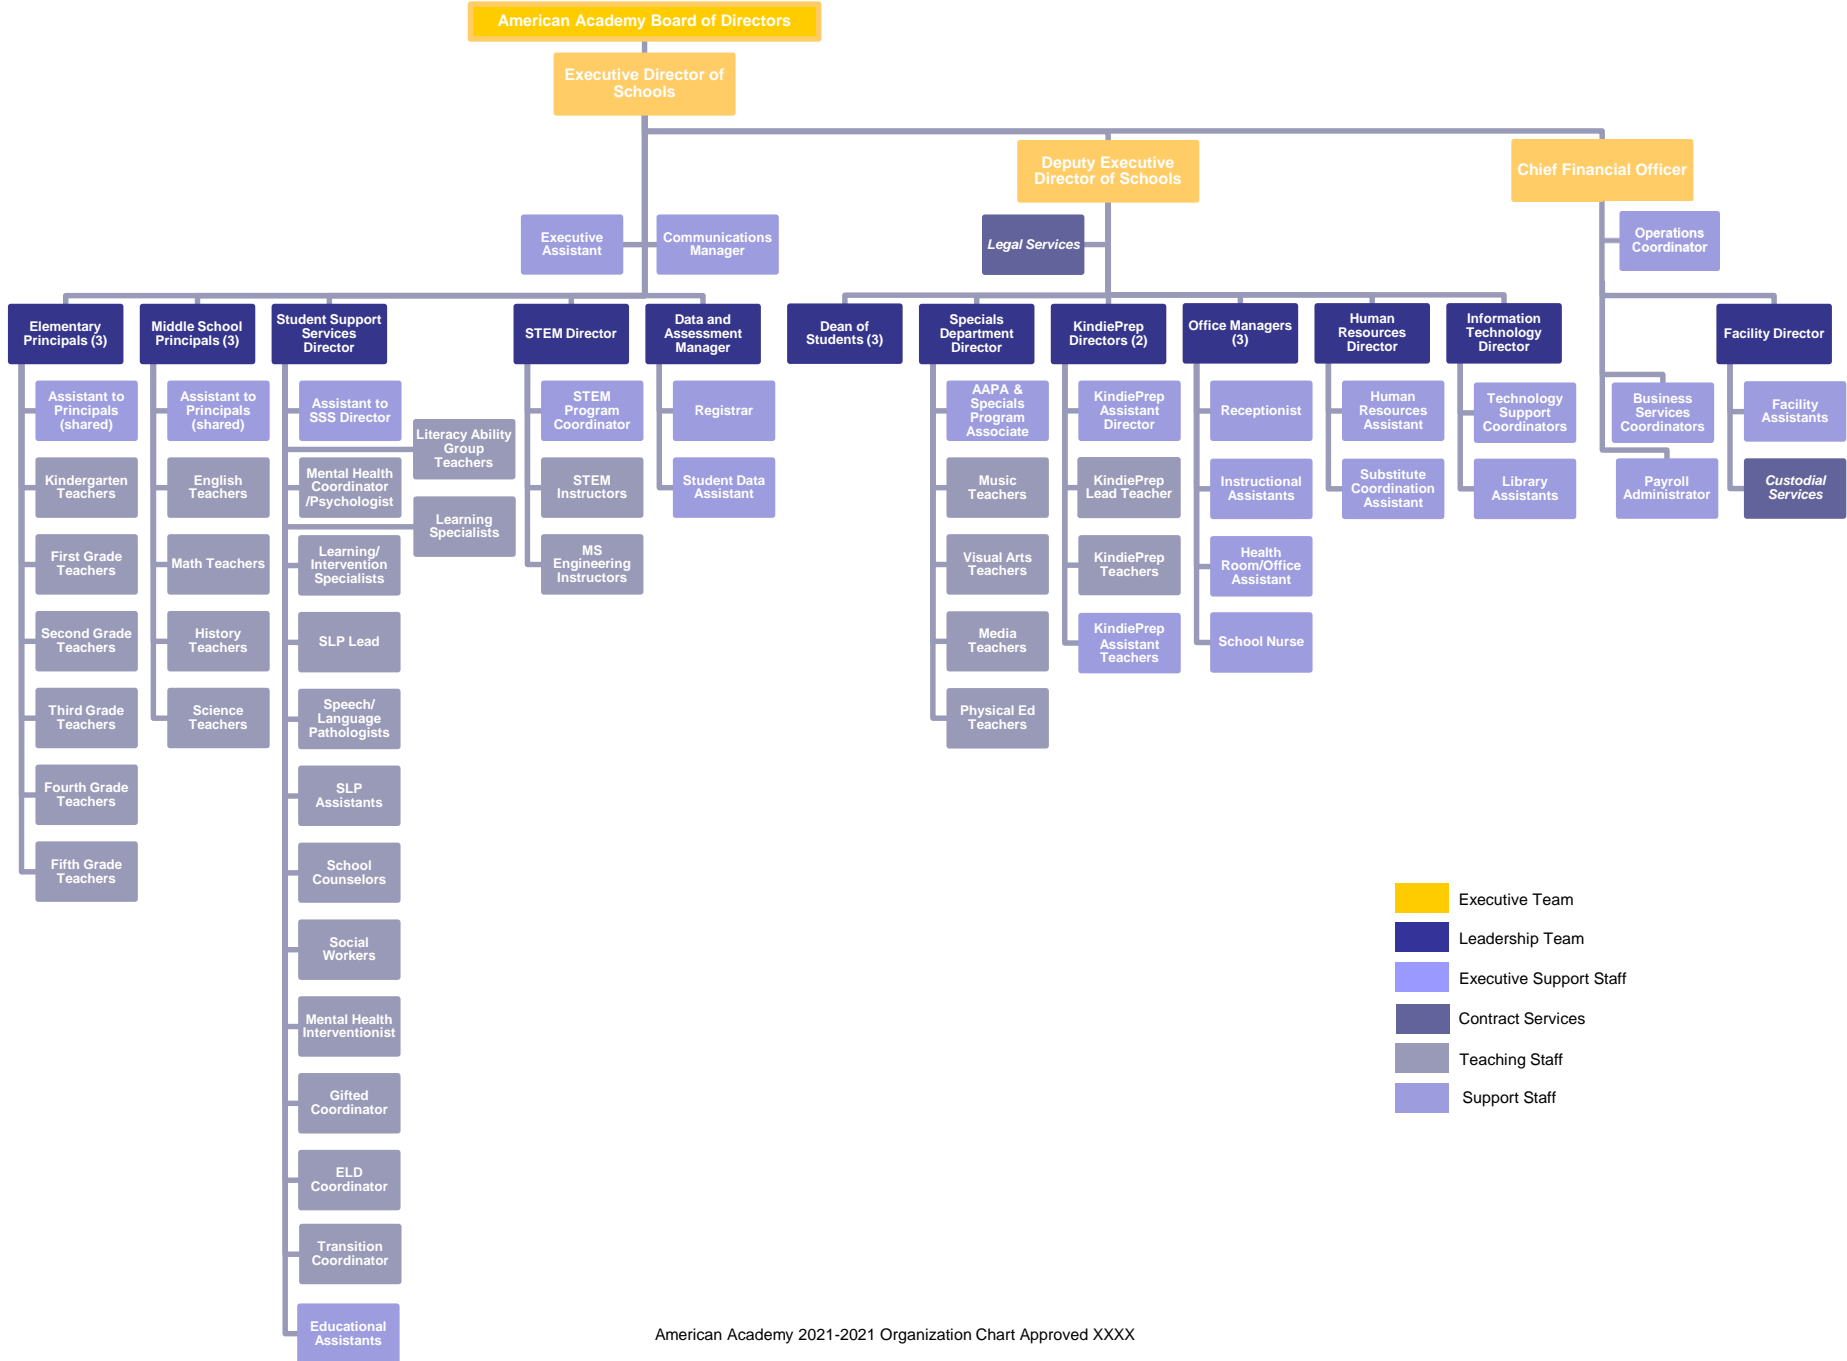 American Academy Board of Directors
Executive Director of
Schools
Deputy Executive
Director of Schools
Chief Financial Officer
Executive
Assistant
Communications
Manager
Legal Services
Operations
Coordinator
Elementary
Principals (3)
Middle School
Principals (3)
Student Support
Services
Director
STEM Director
Data and
Assessment
Manager
Dean of
Students (3)
Specials
Department
Director
KindiePrep
Directors (2)
Office Managers
(3)
Human
Resources
Director
Information
Technology
Director
Facility Director
Assistant to
Principals
(shared)
Kindergarten
Teachers
First Grade
Teachers
Second Grade
Teachers
Third Grade
Teachers
Fourth Grade
Teachers
Fifth Grade
Teachers
Assistant to
Principals
(shared)
English
Teachers
Math Teachers
History
Teachers
Science
Teachers
Assistant to
SSS Director
Literacy Ability
Group
Teachers
Mental Health
Coordinator
/Psychologist
Learning
Specialists
Learning/
Intervention
Specialists
SLP Lead
Speech/
Language
Pathologists
SLP
Assistants
School
Counselors
Social
Workers
Mental Health
Interventionist
Gifted
Coordinator
ELD
Coordinator
Transition
Coordinator
Educational
Assistants
STEM
Program
Coordinator
STEM
Instructors
MS
Engineering
Instructors
Registrar
Student Data
Assistant
AAPA &
Specials
Program
Associate
Music
Teachers
Visual Arts
Teachers
Media
Teachers
Physical Ed
Teachers
KindiePrep
Assistant
Director
KindiePrep
Lead Teacher
KindiePrep
Teachers
KindiePrep
Assistant
Teachers
Receptionist
Instructional
Assistants
Health
Room/Office
Assistant
School Nurse
Human
Resources
Assistant
Substitute
Coordination
Assistant
Technology
Support
Coordinators
Library
Assistants
Business
Services
Coordinators
Payroll
Administrator
Facility
Assistants
Custodial
Services
Executive Team
Leadership Team
Executive Support Staff
Contract Services
Teaching Staff
Support Staff
American Academy 2021-2021 Organization Chart Approved XXXX